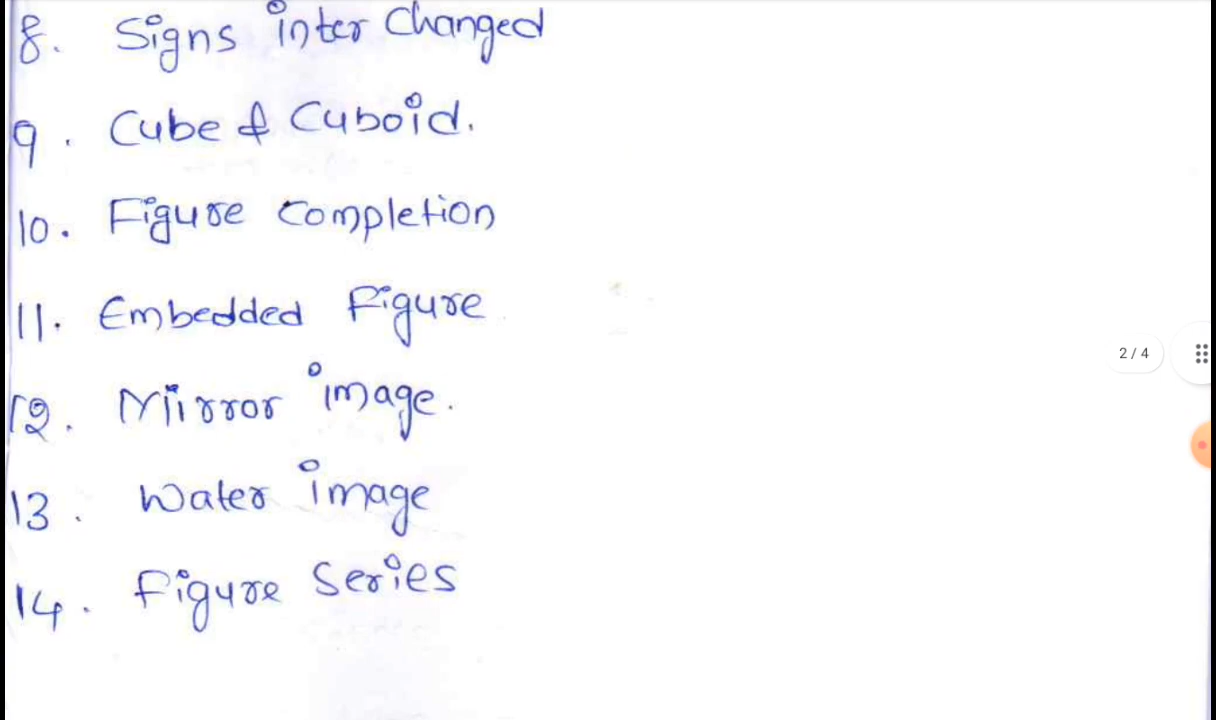 8. Signs inter Changed
9. Cube & Cuboid.
10. Figure Completion
11. Embedded Figure
2/4
12. Mirror image.
13. Water image
14. Figure Series